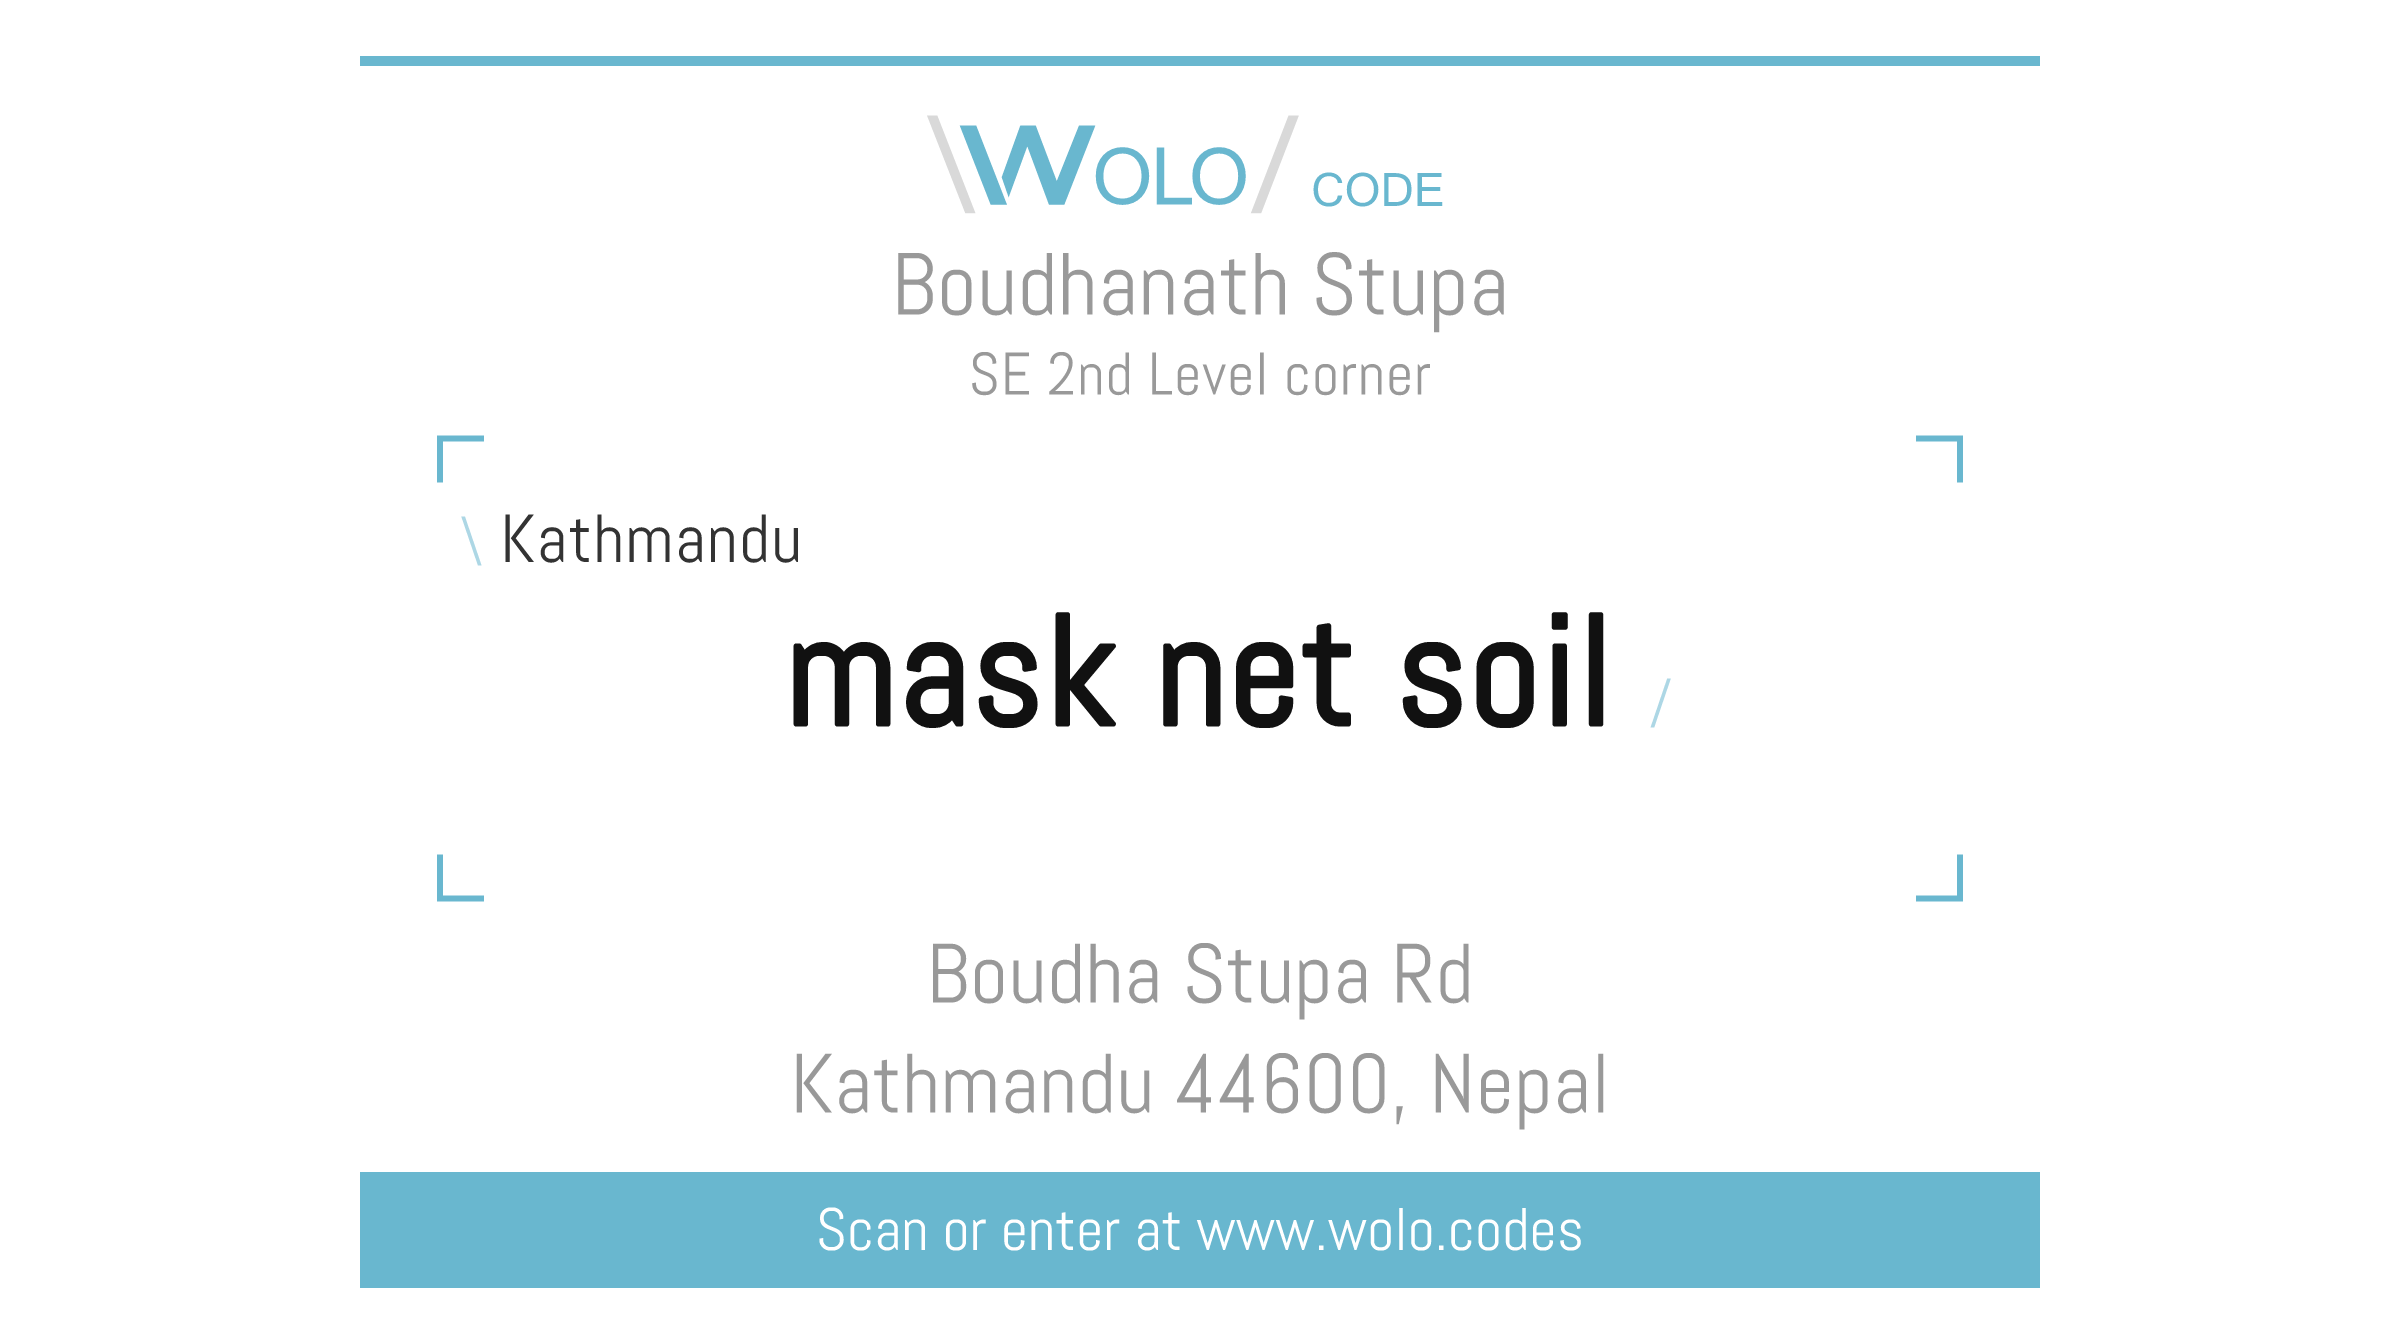 \WOLO/ CODE
Boudhanath Stupa
SE 2nd Level corner
\ Kathmandu
mask net soil /
Boudha Stupa Rd
Kathmandu 44600, Nepal
Scan or enter at www.wolo.codes